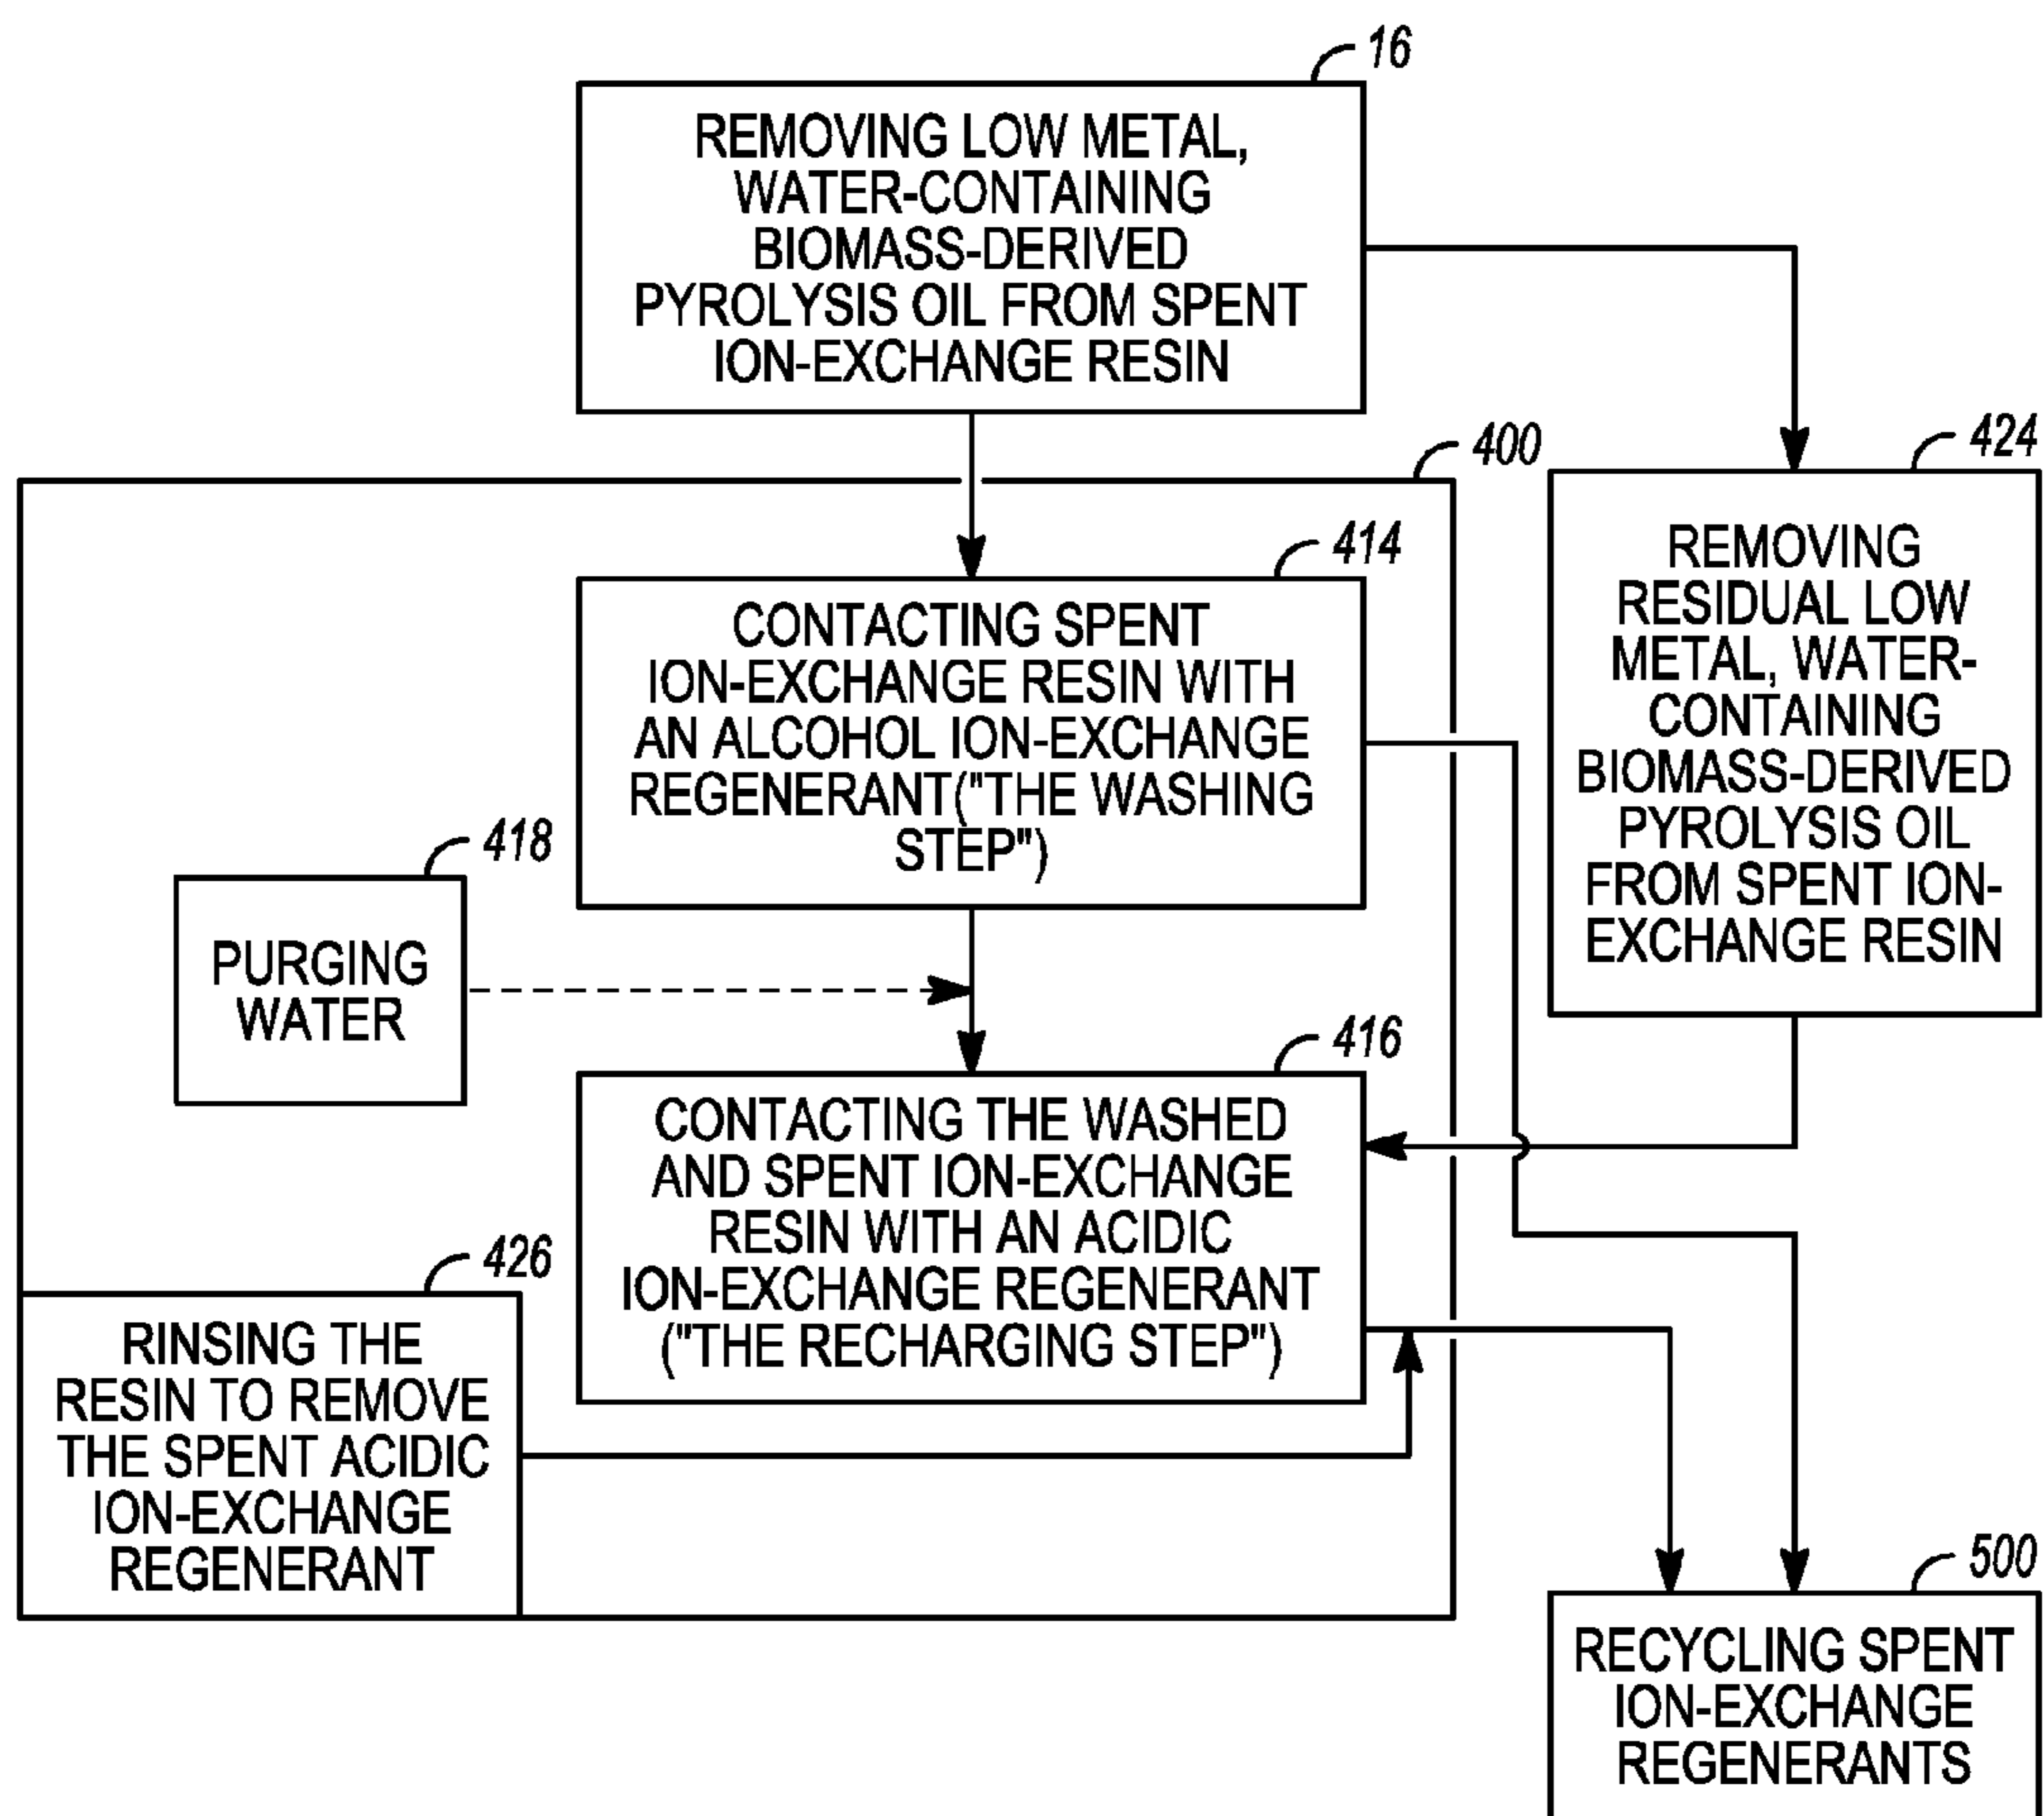 16
REMOVING LOW METAL,
WATER-CONTAINING
BIOMASS-DERIVED
PYROLYSIS OIL FROM SPENT
ION-EXCHANGE RESIN
400
424
REMOVING
RESIDUAL LOW
METAL, WATER-
CONTAINING
BIOMASS-DERIVED
PYROLYSIS OIL
FROM SPENT ION-
EXCHANGE RESIN
414
CONTACTING SPENT
ION-EXCHANGE RESIN WITH
AN ALCOHOL ION-EXCHANGE
REGENERANT("THE WASHING
STEP")
418
PURGING
WATER
416
CONTACTING THE WASHED
AND SPENT ION-EXCHANGE
RESIN WITH AN ACIDIC
ION-EXCHANGE REGENERANT
("THE RECHARGING STEP")
426
RINSING THE
RESIN TO REMOVE
THE SPENT ACIDIC
ION-EXCHANGE
REGENERANT
500
RECYCLING SPENT
ION-EXCHANGE
REGENERANTS